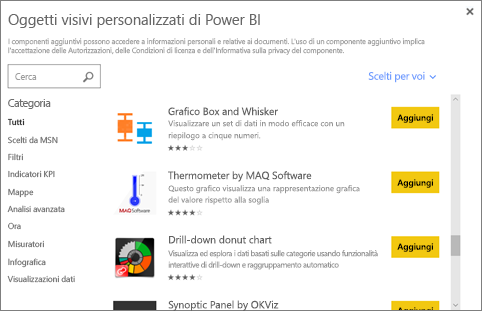 Oggetti visivi personalizzati di Power BI
I componenti aggiuntivi possono accedere a informazioni personali e relative ai documenti. L'uso di un componente aggiuntivo implica
l'accettazione delle Autorizzazioni, delle Condizioni di licenza e dell'Informativa sulla privacy del componente.
Cerca
Scelti per voi
Categoria
Tutti
Scelti da MSN
Filtri
Indicatori KPI
Mappe
Analisi avanzata
Ora
Misuratori
Infografica
Visualizzazioni dati
Grafico Box and Whisker
Visualizzare un set di dati in modo efficace con un
riepilogo a cinque numeri.
Aggiungi
MAQ Software
Thermometer by MAQ Software
Questo grafico visualizza una rappresentazione grafica
del valore rispetto alla soglia
Aggiungi
Drill-down donut chart
Visualizza ed esplora i dati basati sulle categorie usando funzionalità
interattive di drill-down e raggruppamento automatico
Aggiungi
Synoptic Panel by OKViz
Aggiungi